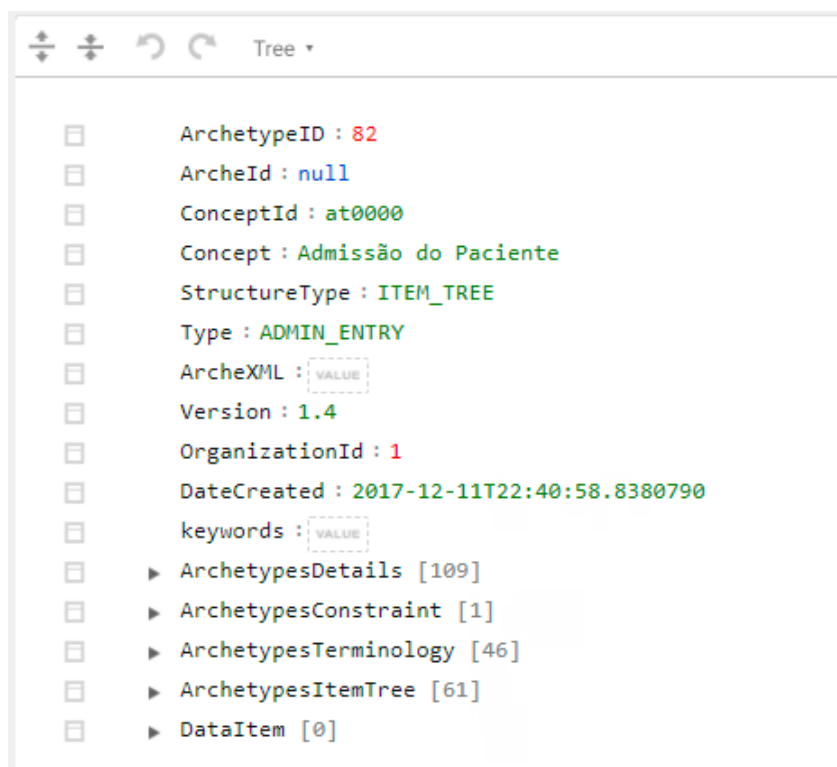 Tree
ArchetypeID : 82
ArcheId : null
ConceptId : at0000
Concept : Admissão do Paciente
StructureType : ITEM_TREE
Type : ADMIN_ENTRY
ArcheXML : VALUE
Version : 1.4
OrganizationId : 1
DateCreated : 2017-12-11T22:40:58.8380790
keywords : VALUE
ArchetypesDetails [109]
ArchetypesConstraint [1]
ArchetypesTerminology [46]
ArchetypesItemTree [61]
DataItem [0]